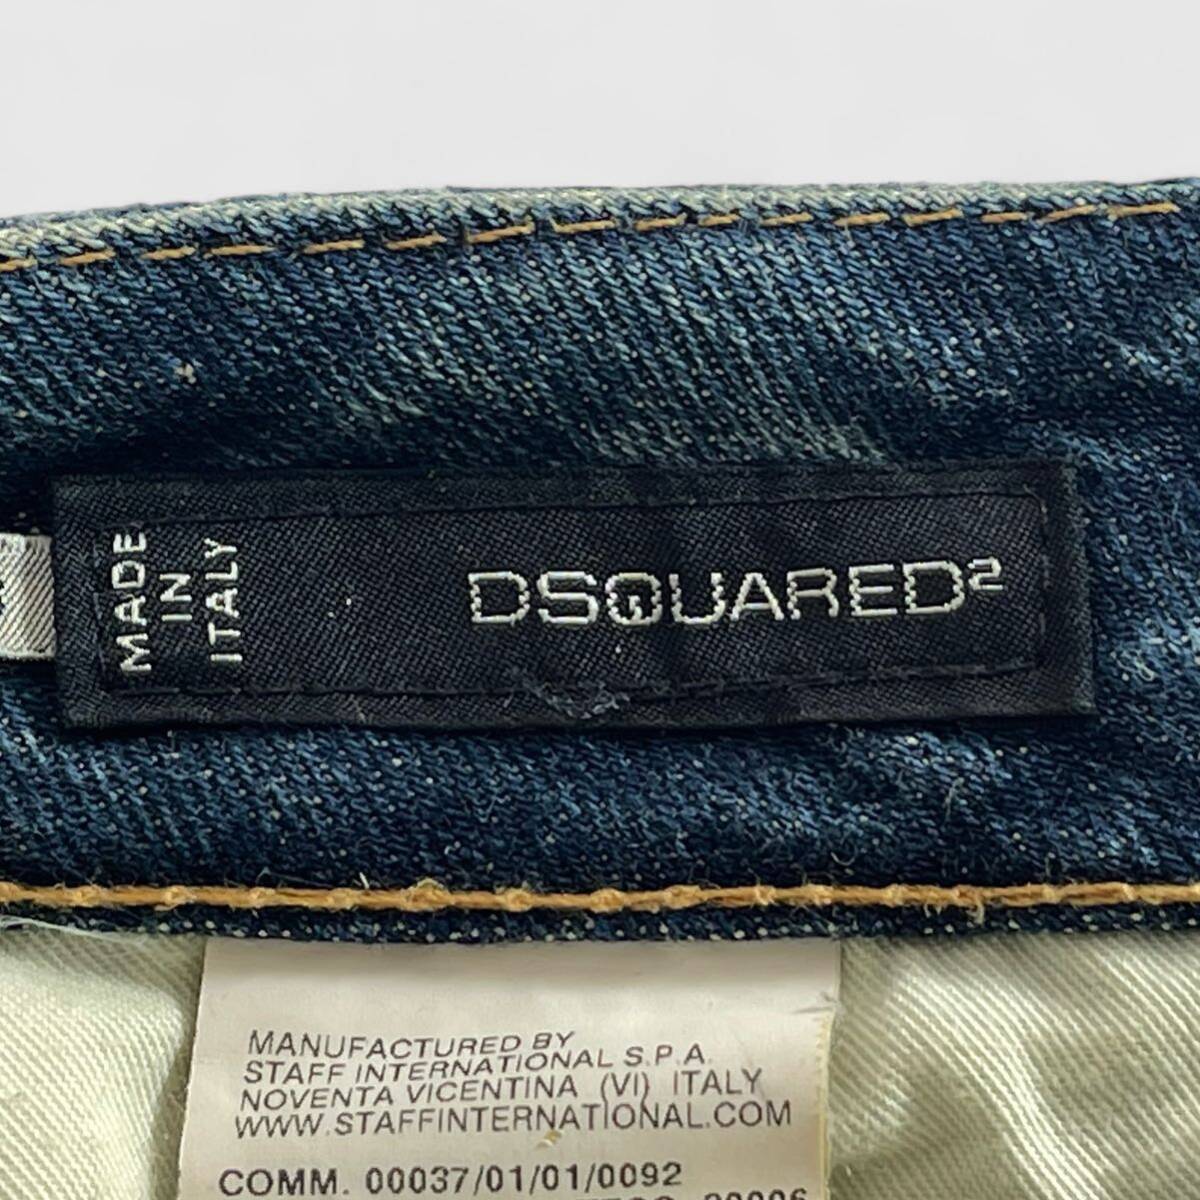 MADE
IN
ITALY
DSQUARED²
MANUFACTURED BY
STAFF INTERNATIONAL S.P.A.
NOVENTA VICENTINA (VI) ITALY
WWW.STAFFINTERNATIONAL.COM
COMM. 00037/01/01/0092